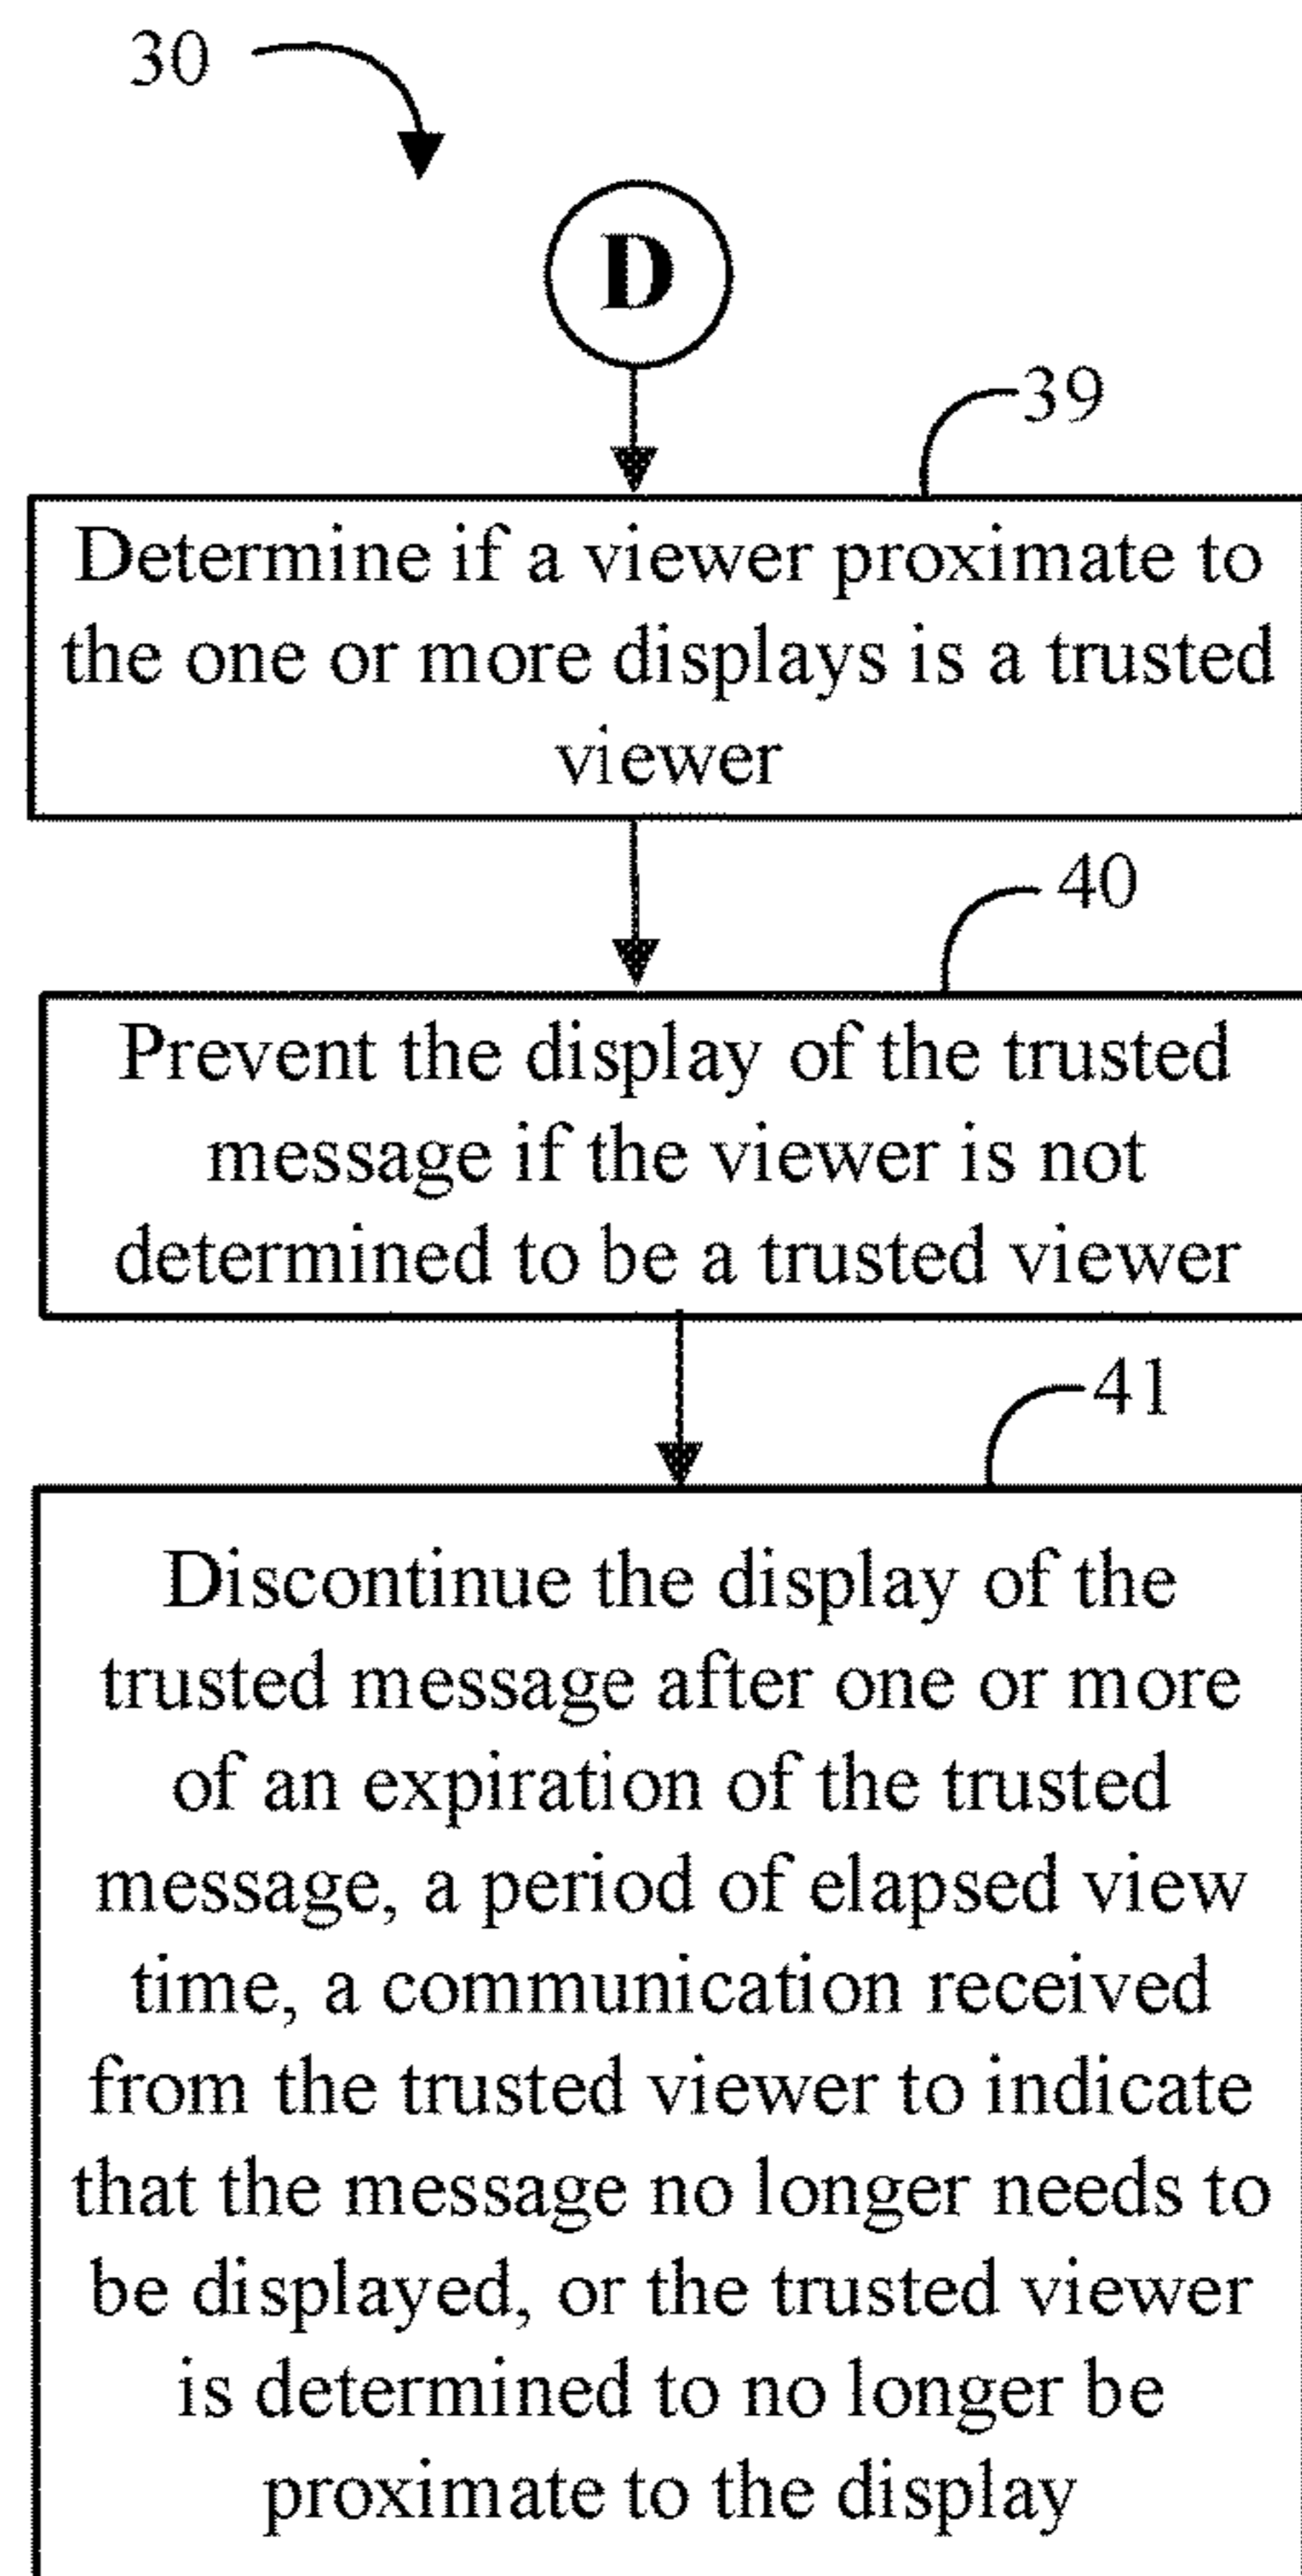 30
D
39
Determine if a viewer proximate to
the one or more displays is a trusted
viewer
40
Prevent the display of the trusted
message if the viewer is not
determined to be a trusted viewer
41
Discontinue the display of the
trusted message after one or more
of an expiration of the trusted
message, a period of elapsed view
time, a communication received
from the trusted viewer to indicate
that the message no longer needs to
be displayed, or the trusted viewer
is determined to no longer be
proximate to the display